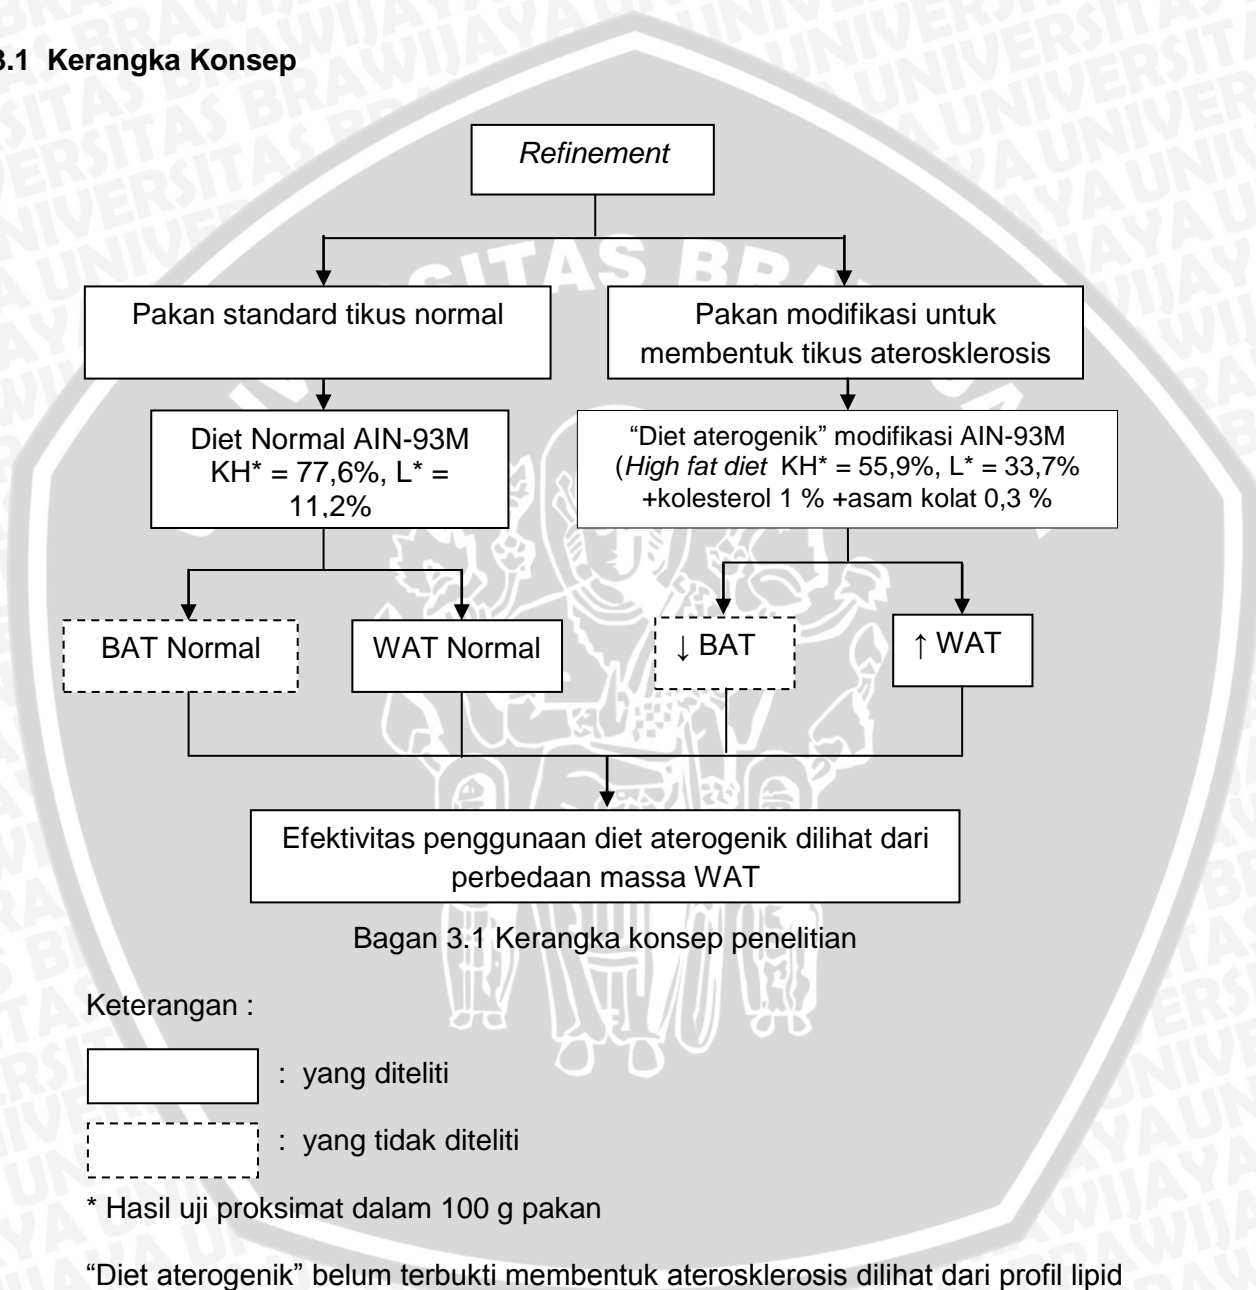 3.1 Kerangka Konsep
Refinement
Pakan standard tikus normal
Pakan modifikasi untuk
membentuk tikus aterosklerosis
Diet Normal AIN-93M
KH* = 77,6%, L* =
11,2%
“Diet aterogenik” modifikasi AIN-93M
(High fat diet KH* = 55,9%, L* = 33,7%
+kolesterol 1 % +asam kolat 0,3 %
BAT Normal
WAT Normal
↓ BAT
↑ WAT
Efektivitas penggunaan diet aterogenik dilihat dari
perbedaan massa WAT
Bagan 3.1 Kerangka konsep penelitian
Keterangan :
: yang diteliti
: yang tidak diteliti
* Hasil uji proksimat dalam 100 g pakan
“Diet aterogenik” belum terbukti membentuk aterosklerosis dilihat dari profil lipid